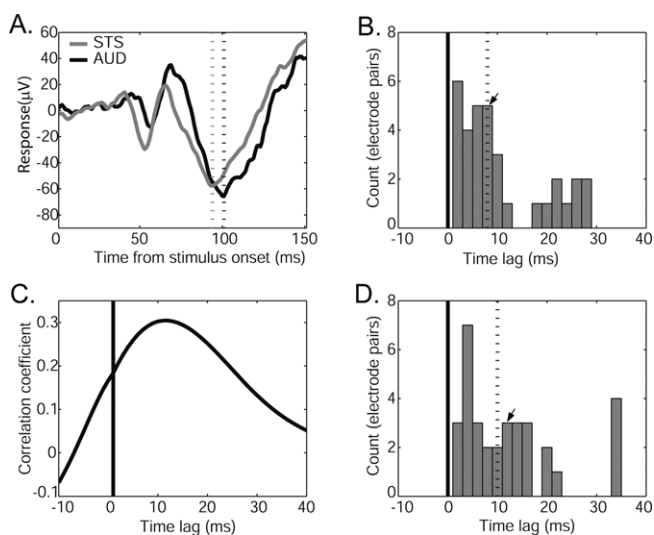 A.
STS
AUD
Response(µV)
60
40
20
0
-20
-40
-60
-80
0 50 100 150
Time from stimulus onset (ms)
B.
Count (electrode pairs)
8
6
4
2
0
-10 0 10 20 30 40
Time lag (ms)
C.
Correlation coefficient
0.3
0.2
0.1
0
-0.1
-10 0 10 20 30 40
Time lag (ms)
D.
Count (electrode pairs)
8
6
4
2
0
-10 0 10 20 30 40
Time lag (ms)